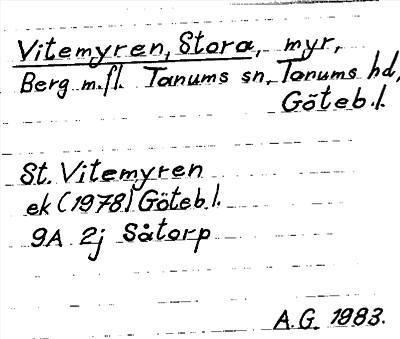 Vitemyren, Stora, myr,
Berg m.fl. Tanums sn, Tanums hd,
Göteb.l.
St. Vitemyren
ek (1978) Göteb.l.
9A 2j Såtorp
A.G. 1983.